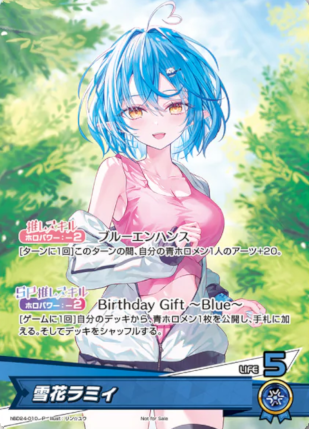 推しスキル
ホロパワー：-2
ブルーエンハンス
[ターンに1回]このターンの間、自分の青ホロメン1人のアーツ+20。
SP推しスキル
ホロパワー：-2
Birthday Gift ～Blue～
[ゲームに1回]自分のデッキから、青ホロメン1枚を公開し、手札に加
える。そしてデッキをシャッフルする。
LIFE 5
雪花ラミィ
Not for Sale